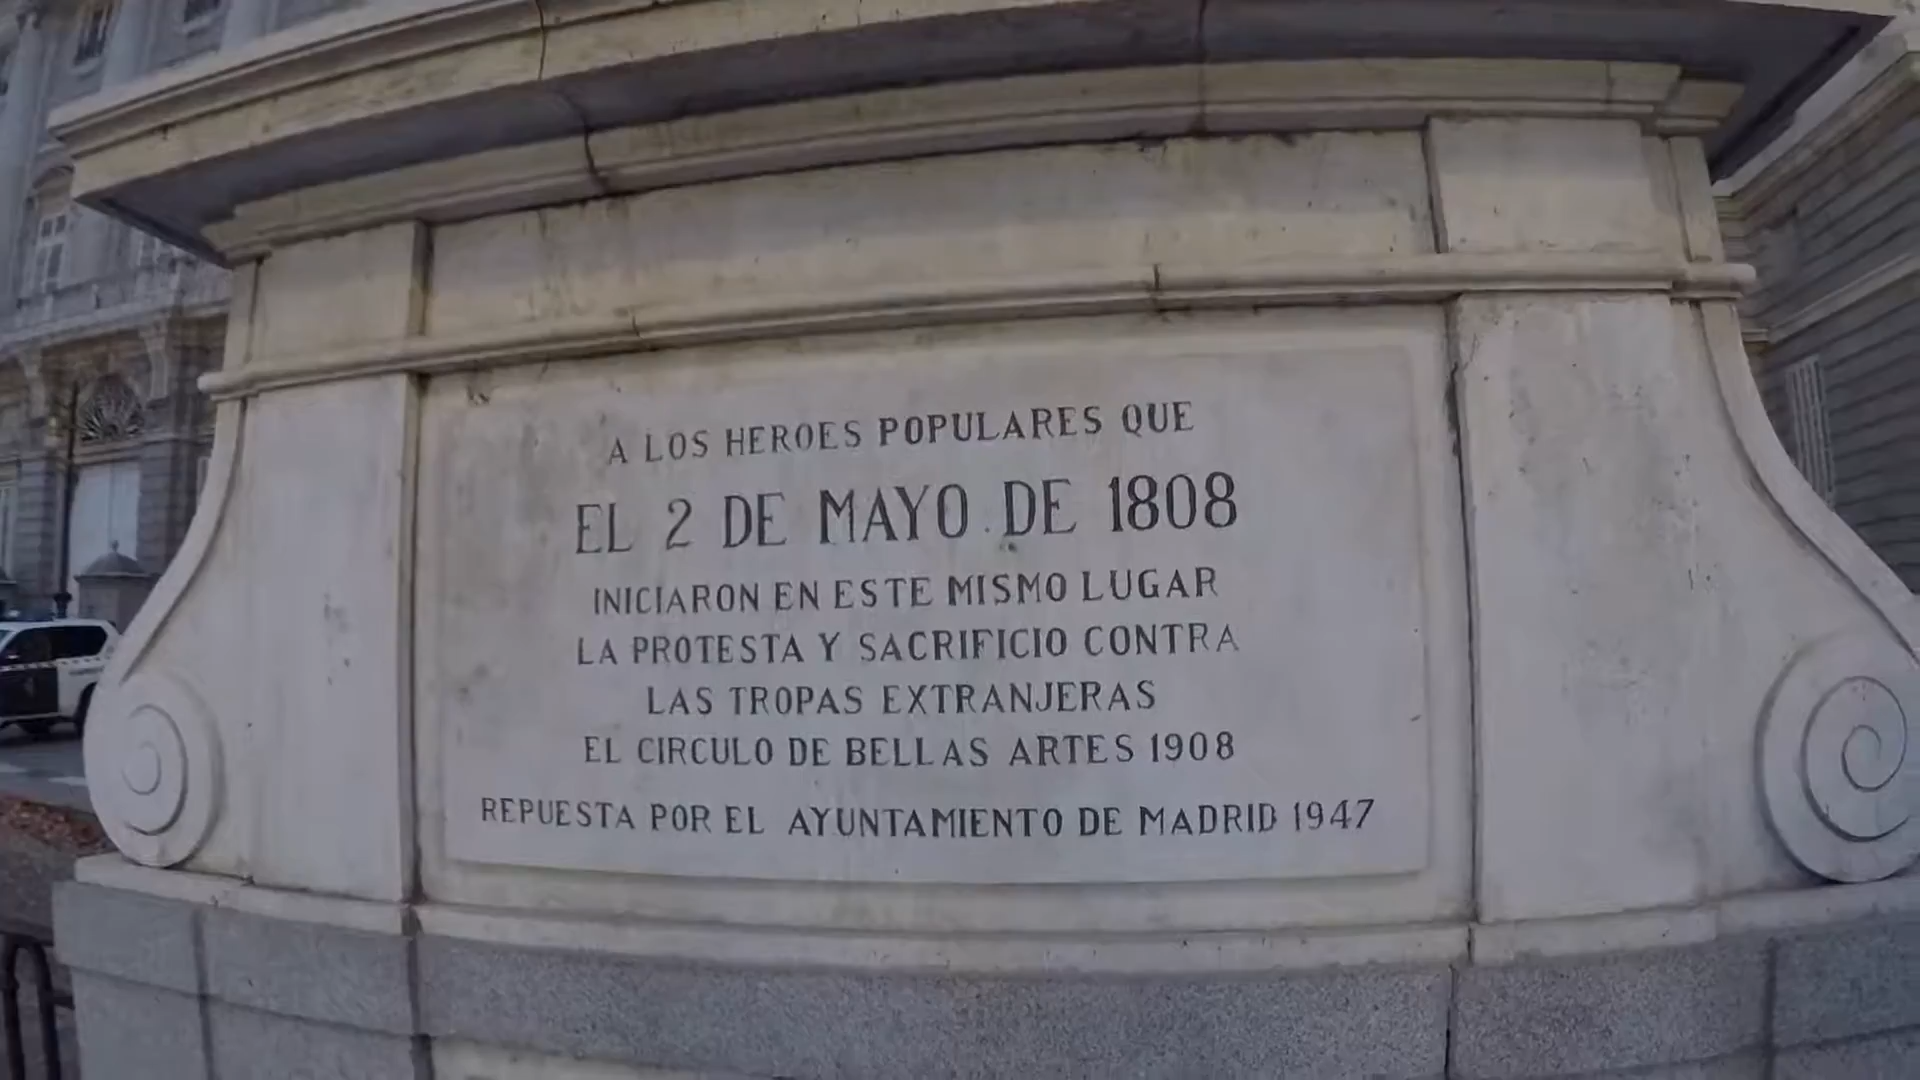 A LOS HEROES POPULARES QUE
EL 2 DE MAYO DE 1808
INICIARON EN ESTE MISMO LUGAR
LA PROTESTA Y SACRIFICIO CONTRA
LAS TROPAS EXTRANJERAS
EL CIRCULO DE BELLAS ARTES 1908
REPUESTA POR EL AYUNTAMIENTO DE MADRID 1947